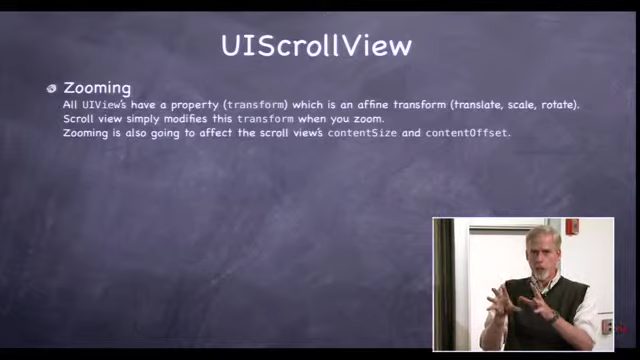 UIScrollView
Zooming
All UIView's have a property (transform) which is an affine transform (translate, scale, rotate).
Scroll view simply modifies this transform when you zoom.
Zooming is also going to affect the scroll view's contentSize and contentOffset.